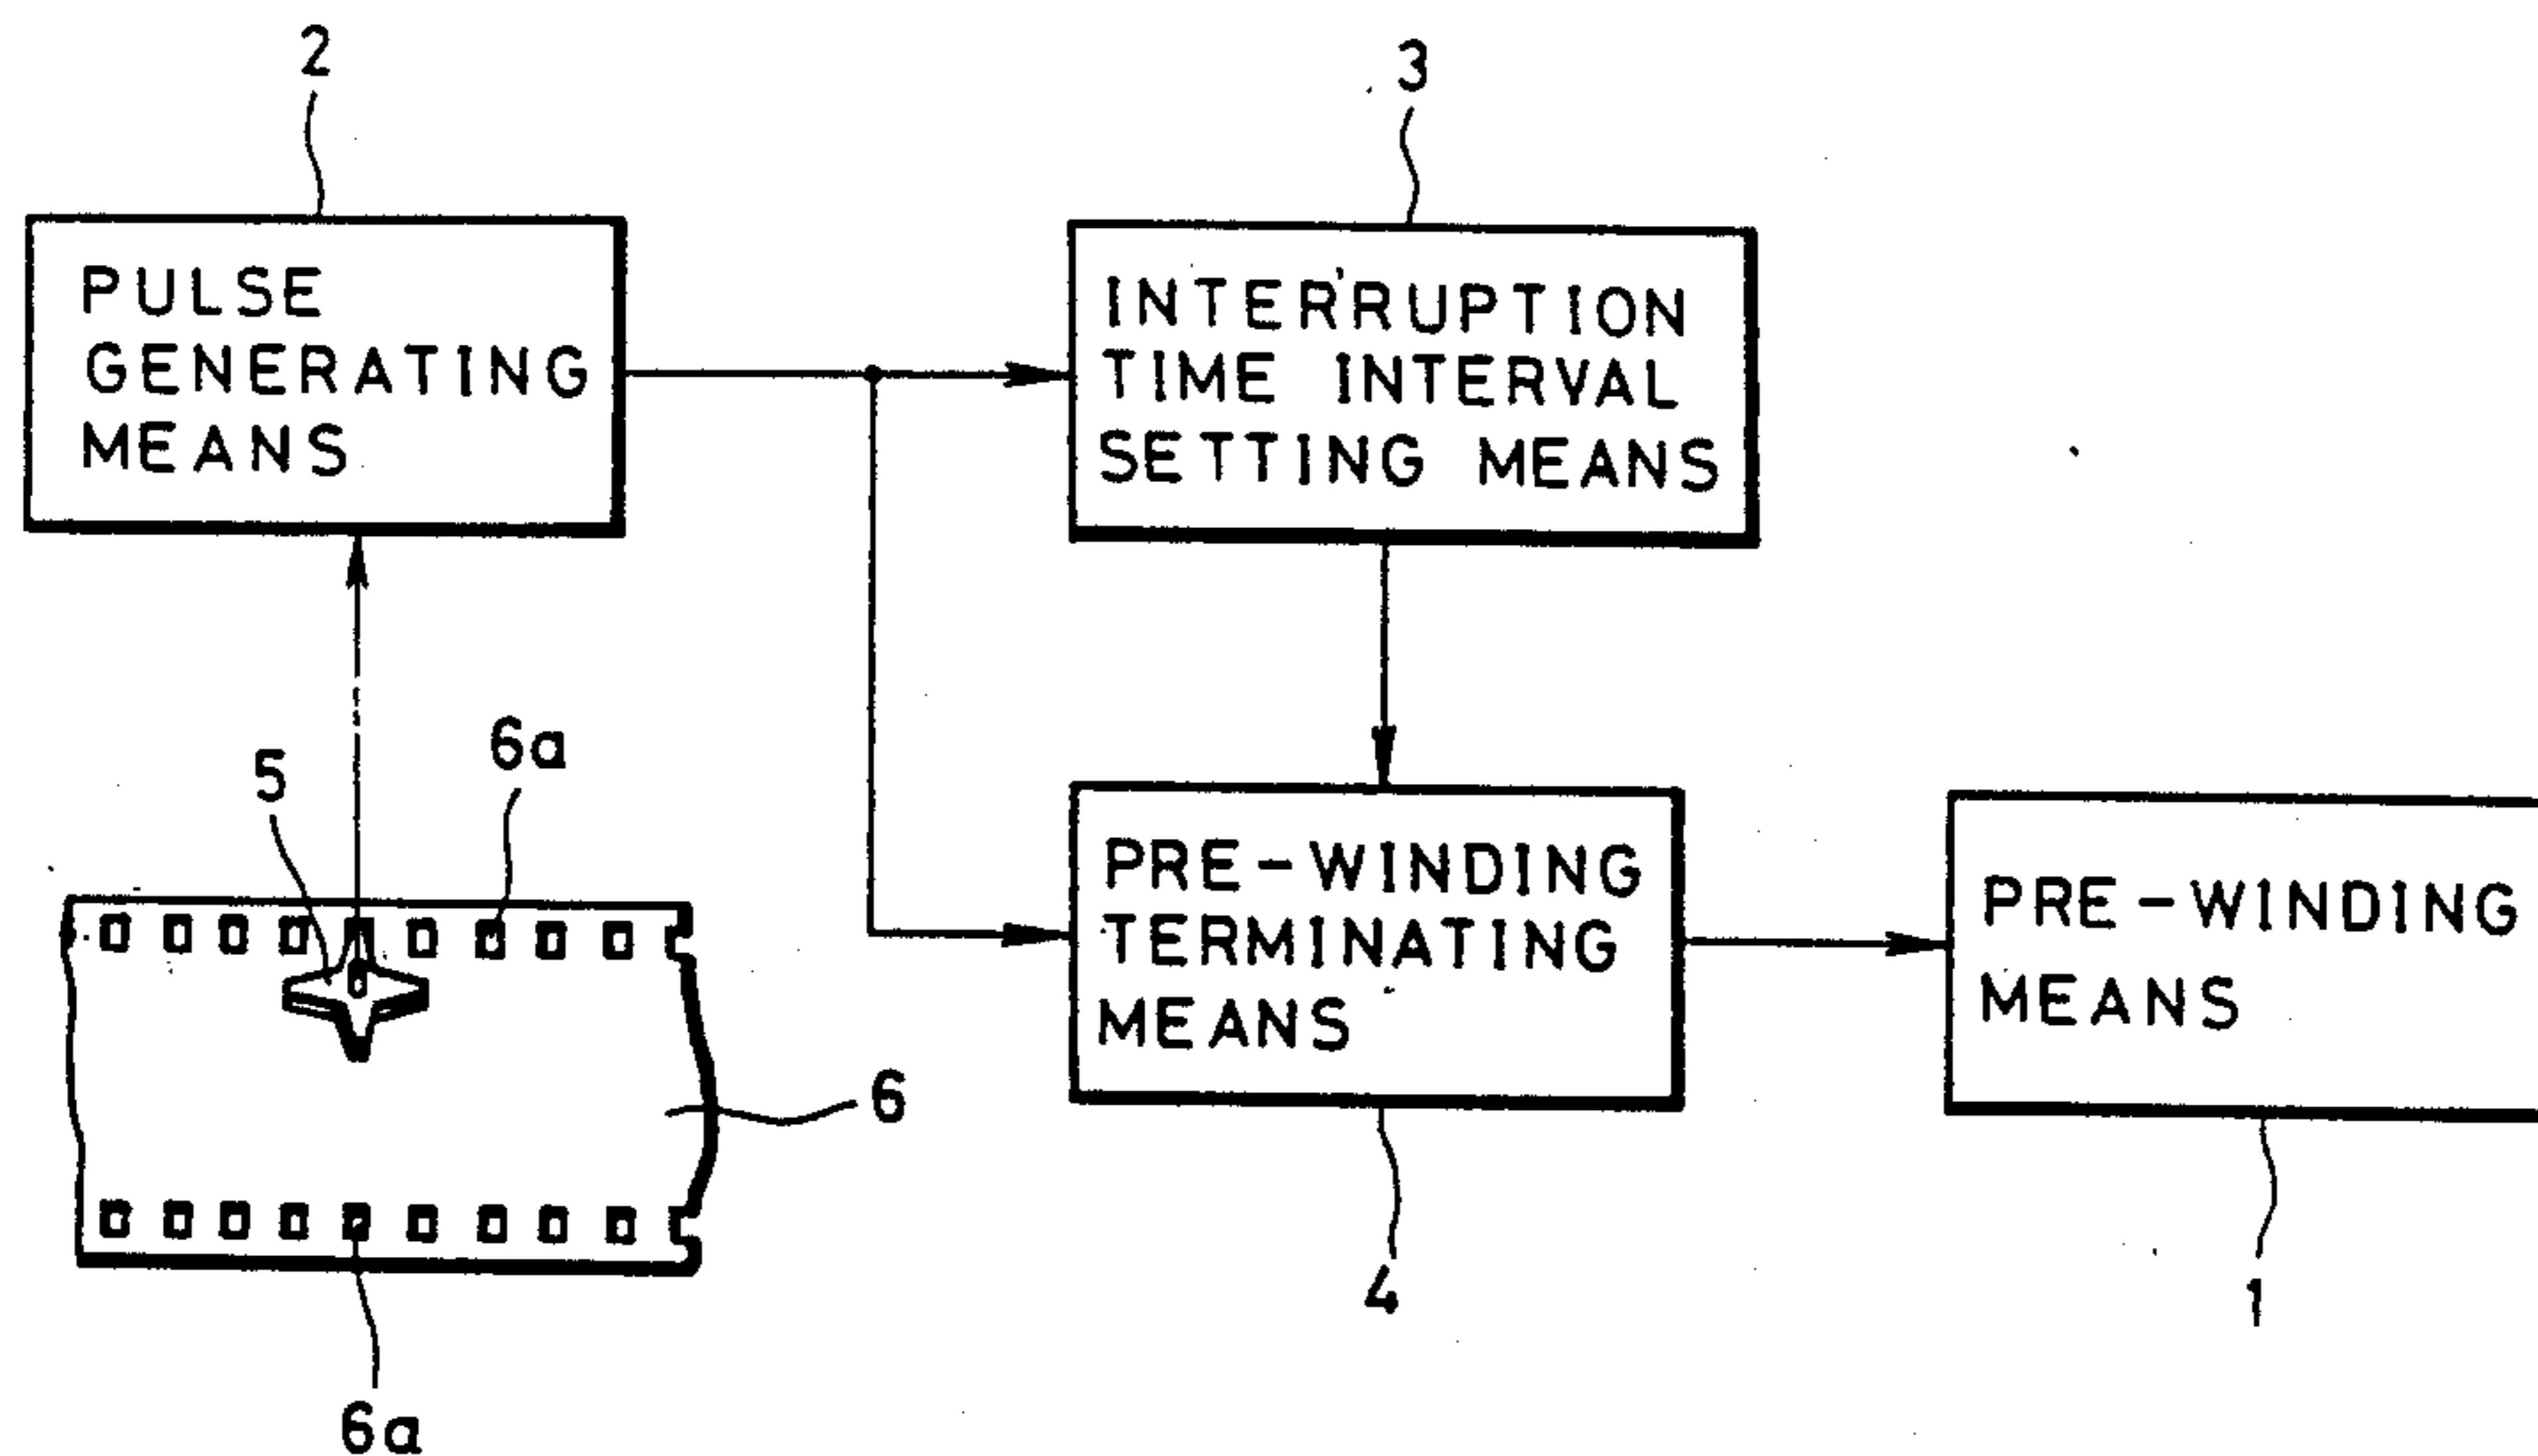 2
3
PULSE
GENERATING
MEANS
INTERRUPTION
TIME INTERVAL
SETTING MEANS
5
6a
PRE-WINDING
TERMINATING
MEANS
PRE-WINDING
MEANS
6
4
1
6a